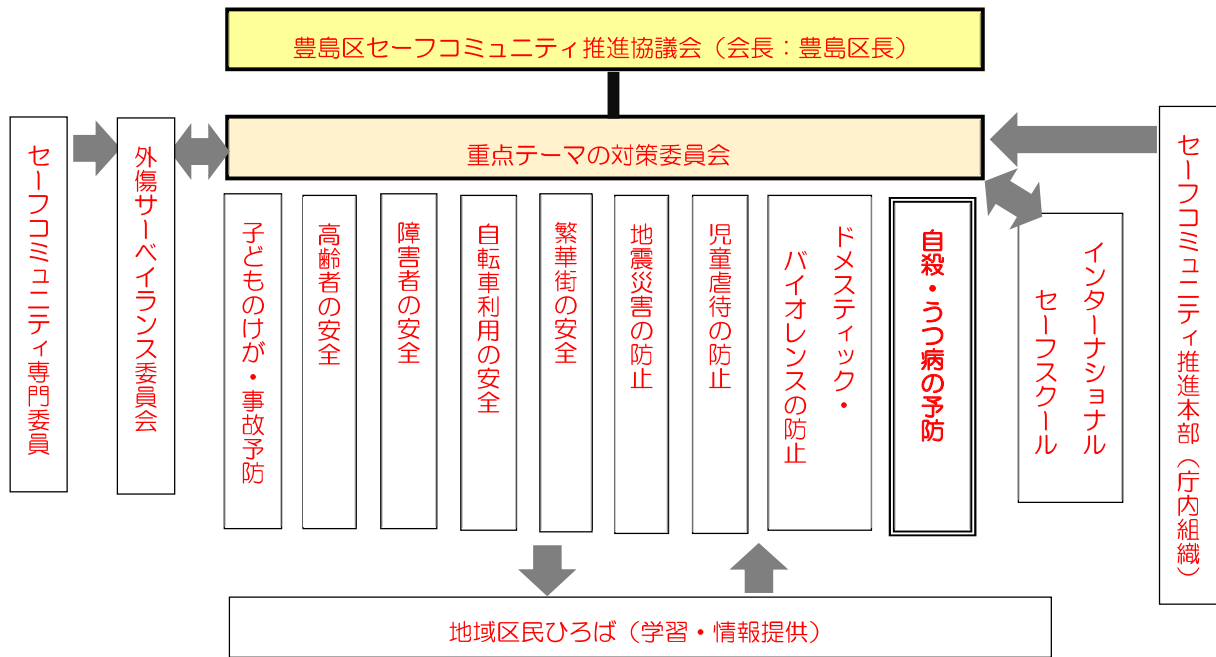 豊島区セーフコミュニティ推進協議会（会長：豊島区長）
重点テーマの対策委員会
セーフコミュニティ専門委員
外傷サーベイランス委員会
子どものけが・事故予防
高齢者の安全
障害者の安全
自転車利用の安全
繁華街の安全
地震災害の防止
児童虐待の防止
ドメスティック・
バイオレンスの防止
自殺・うつ病の予防
インターナショナル
セーフスクール
セーフコミュニティ推進本部（庁内組織）
地域区民ひろば（学習・情報提供）